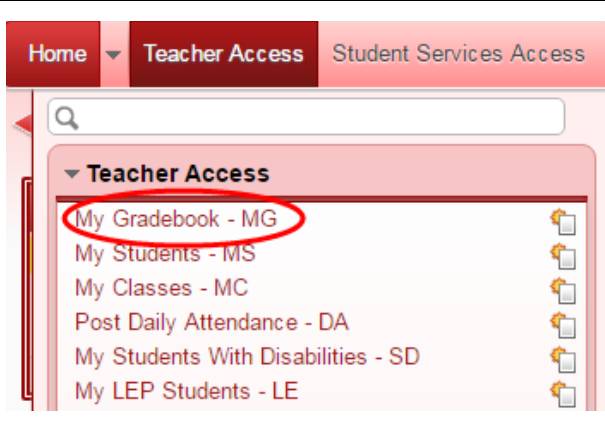 Home Teacher Access Student Services Access
Teacher Access
My Gradebook - MG
My Students - MS
My Classes - MC
Post Daily Attendance - DA
My Students With Disabilities - SD
My LEP Students - LE